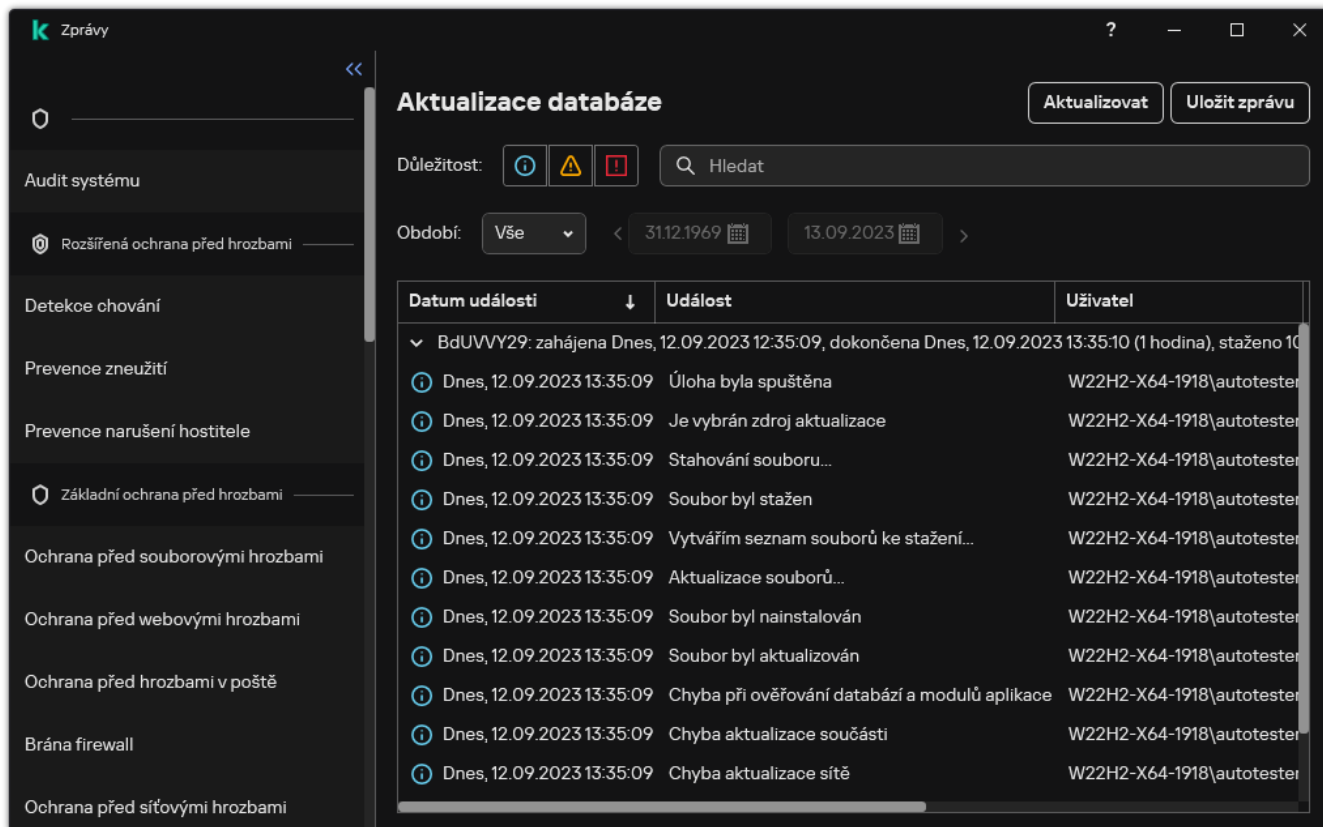 Zprávy
?
Aktualizace databáze
Aktualizovat
Uložit zprávu
Důležitost:
Hledat
Audit systému
Období:
Vše
31.12.1969
13.09.2023
Rozšířená ochrana před hrozbami
Detekce chování
Prevence zneužití
Prevence narušení hostitele
Základní ochrana před hrozbami
Ochrana před souborovými hrozbami
Ochrana před webovými hrozbami
Ochrana před hrozbami v poště
Brána firewall
Ochrana před síťovými hrozbami
Datum události Událost Uživatel
BdUVVY29: zahájena Dnes, 12.09.2023 12:35:09, dokončena Dnes, 12.09.2023 13:35:10 (1 hodina), staženo 10
Dnes, 12.09.2023 13:35:09 Úloha byla spuštěna W22H2-X64-1918\autotester
Dnes, 12.09.2023 13:35:09 Je vybrán zdroj aktualizace W22H2-X64-1918\autotester
Dnes, 12.09.2023 13:35:09 Stahování souboru... W22H2-X64-1918\autotester
Dnes, 12.09.2023 13:35:09 Soubor byl stažen W22H2-X64-1918\autotester
Dnes, 12.09.2023 13:35:09 Vytvářím seznam souborů ke stažení... W22H2-X64-1918\autotester
Dnes, 12.09.2023 13:35:09 Aktualizace souborů... W22H2-X64-1918\autotester
Dnes, 12.09.2023 13:35:09 Soubor byl nainstalován W22H2-X64-1918\autotester
Dnes, 12.09.2023 13:35:09 Soubor byl aktualizován W22H2-X64-1918\autotester
Dnes, 12.09.2023 13:35:09 Chyba při ověřování databází a modulů aplikace W22H2-X64-1918\autotester
Dnes, 12.09.2023 13:35:09 Chyba aktualizace součásti W22H2-X64-1918\autotester
Dnes, 12.09.2023 13:35:09 Chyba aktualizace sítě W22H2-X64-1918\autotester